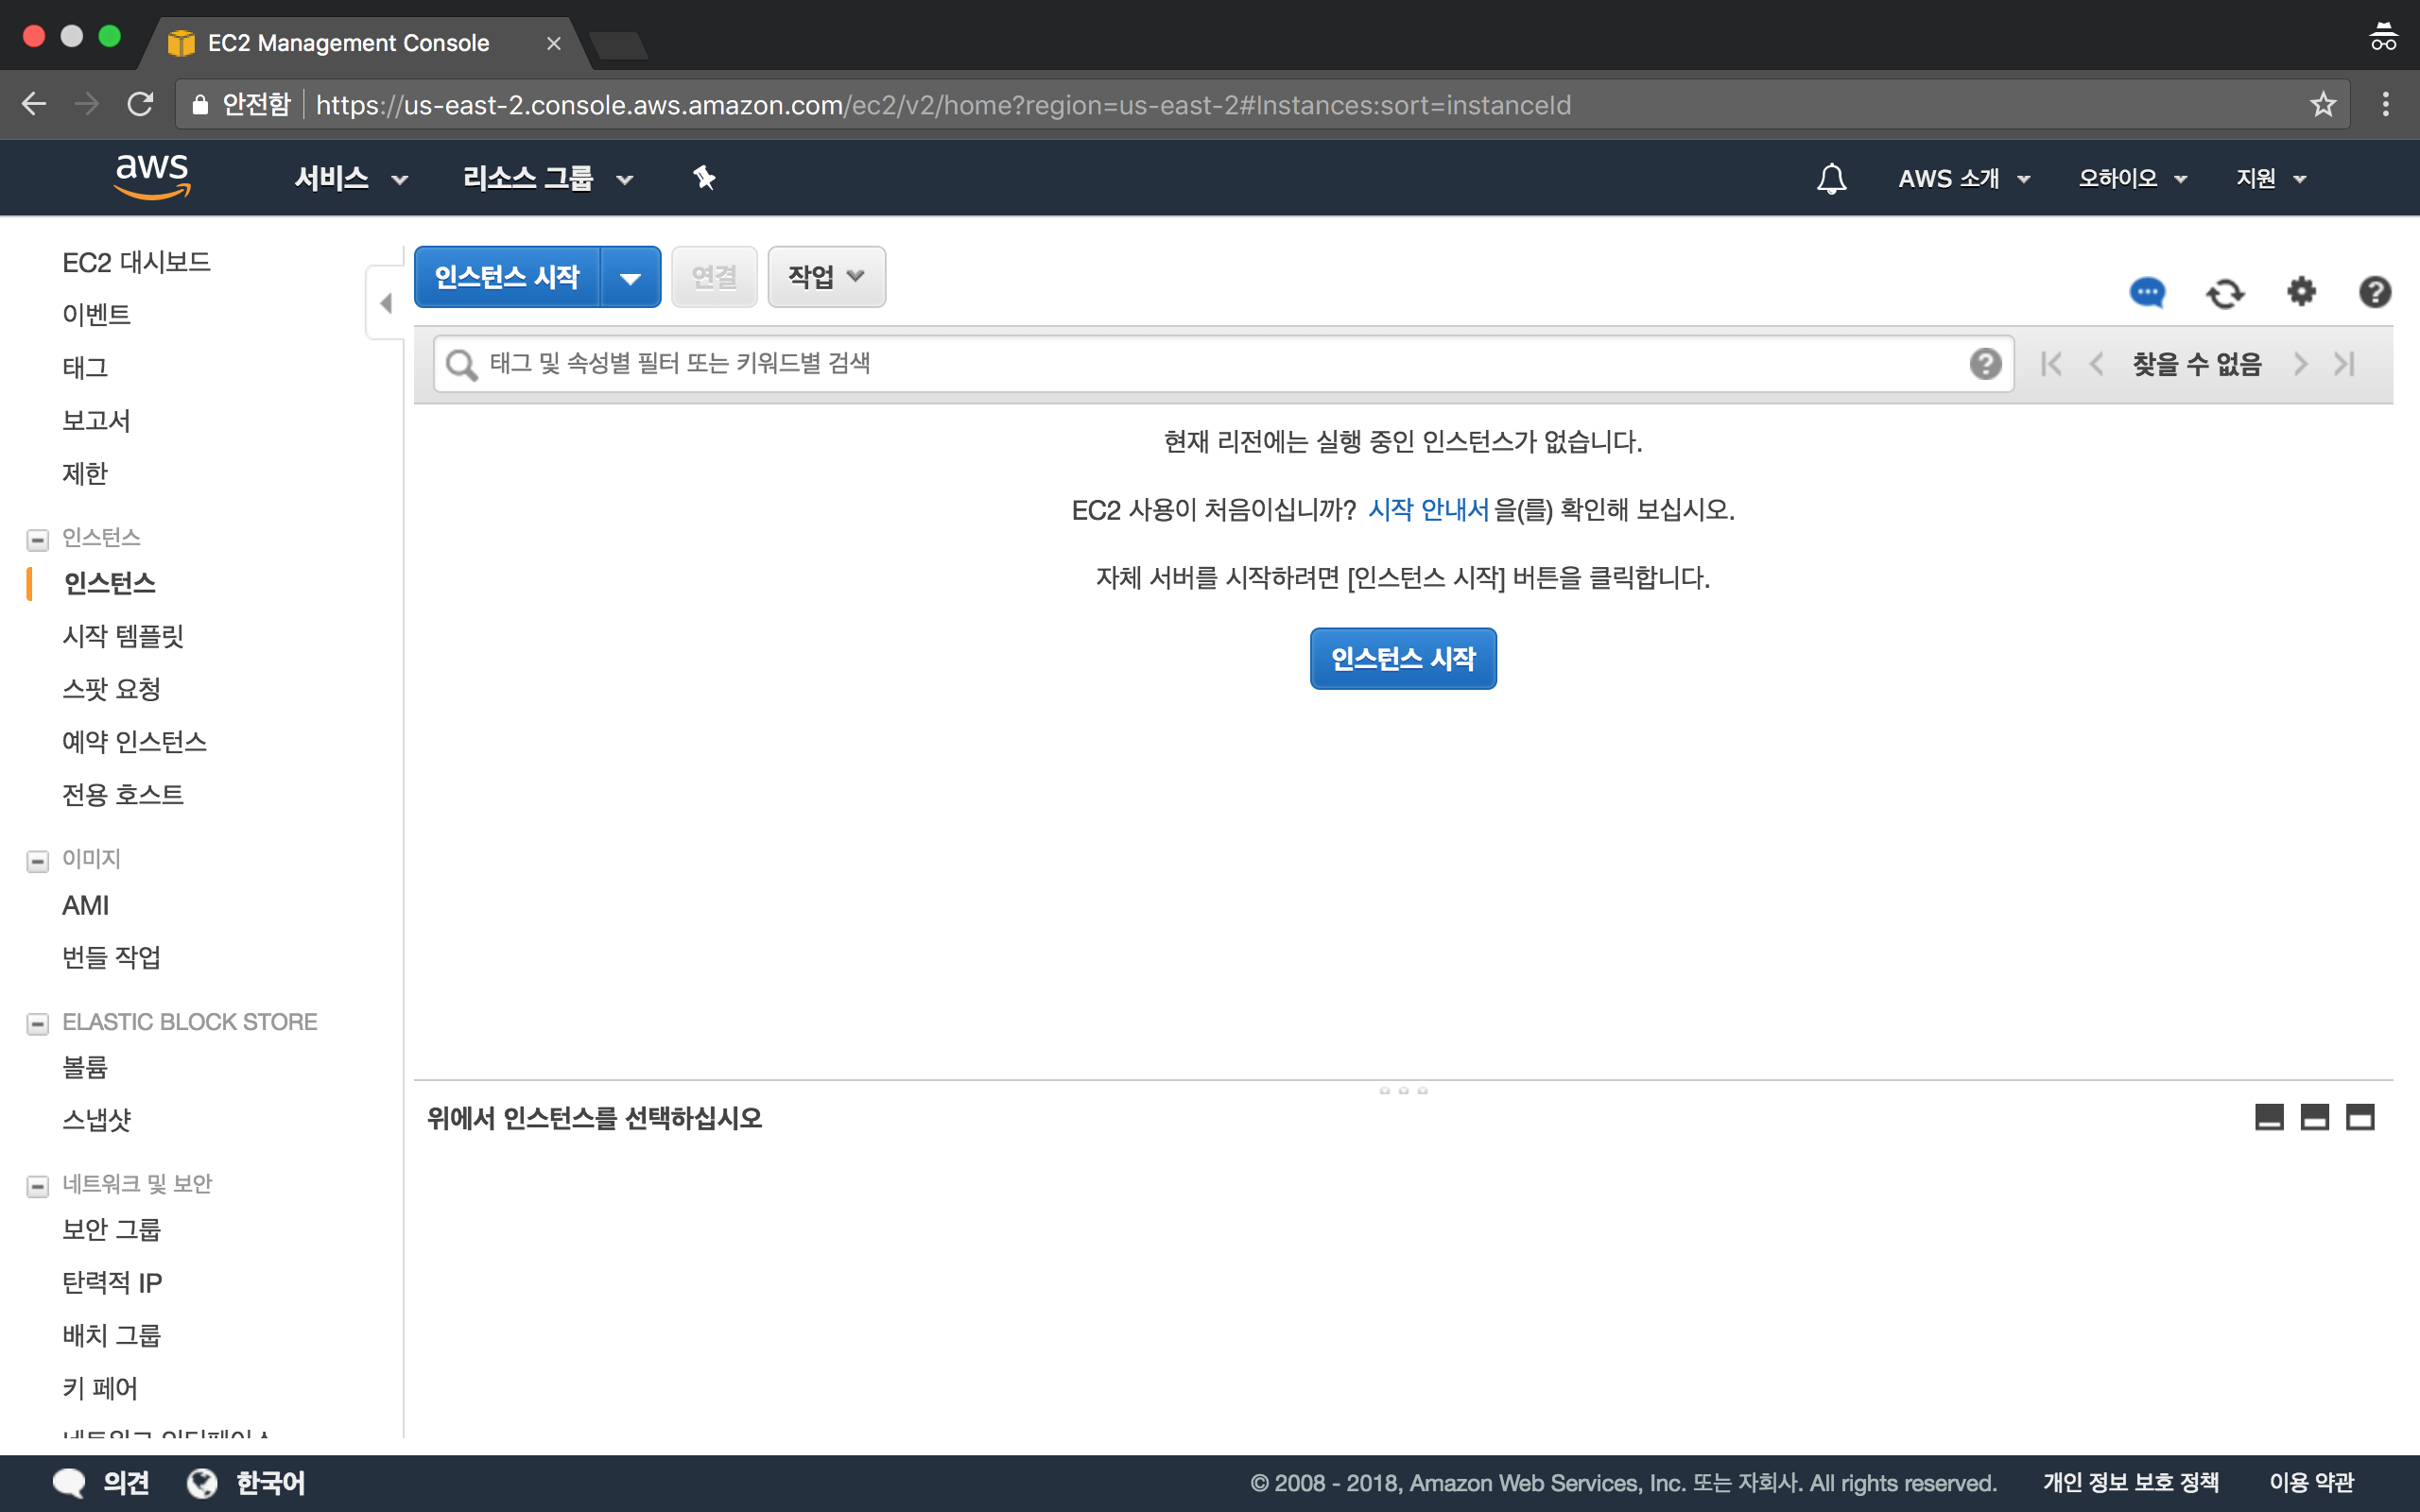 EC2 Management Console
안전함 https://us-east-2.console.aws.amazon.com/ec2/v2/home?region=us-east-2#Instances:sort=instanceId
aws 서비스 리소스 그룹 AWS 소개 오하이오 지원
EC2 대시보드
이벤트
태그
보고서
제한
인스턴스
인스턴스
시작 템플릿
스팟 요청
예약 인스턴스
전용 호스트
이미지
AMI
번들 작업
ELASTIC BLOCK STORE
볼륨
스냅샷
네트워크 및 보안
보안 그룹
탄력적 IP
배치 그룹
키 페어
네트워크 인터페이스
인스턴스 시작 연결 작업
태그 및 속성별 필터 또는 키워드별 검색 찾을 수 없음
현재 리전에는 실행 중인 인스턴스가 없습니다.
EC2 사용이 처음이십니까? 시작 안내서을(를) 확인해 보십시오.
자체 서버를 시작하려면 [인스턴스 시작] 버튼을 클릭합니다.
인스턴스 시작
위에서 인스턴스를 선택하십시오
의견 한국어 © 2008 - 2018, Amazon Web Services, Inc. 또는 자회사. All rights reserved. 개인 정보 보호 정책 이용 약관